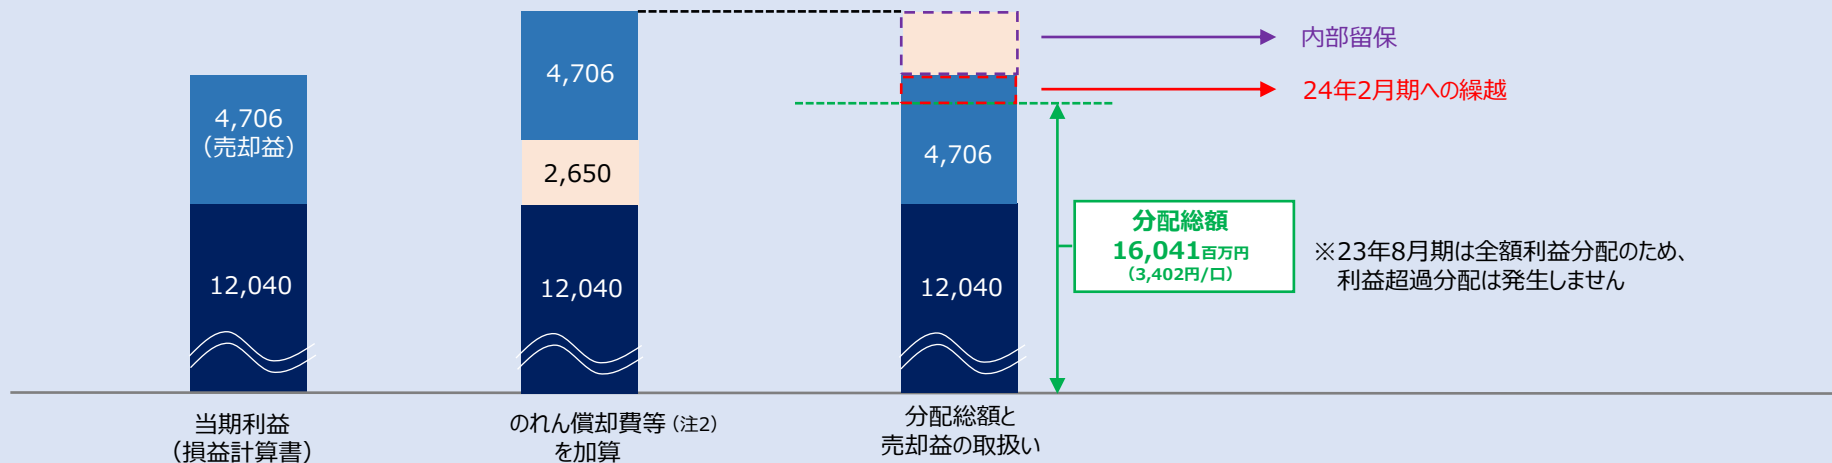 4,706
（売却益）
12,040
当期利益
（損益計算書）
4,706
2,650
12,040
のれん償却費等（注2）
を加算
4,706
12,040
分配総額と
売却益の取扱い
内部留保
24年2月期への繰越
分配総額
16,041百万円
（3,402円/口）
※23年8月期は全額利益分配のため、
利益超過分配は発生しません